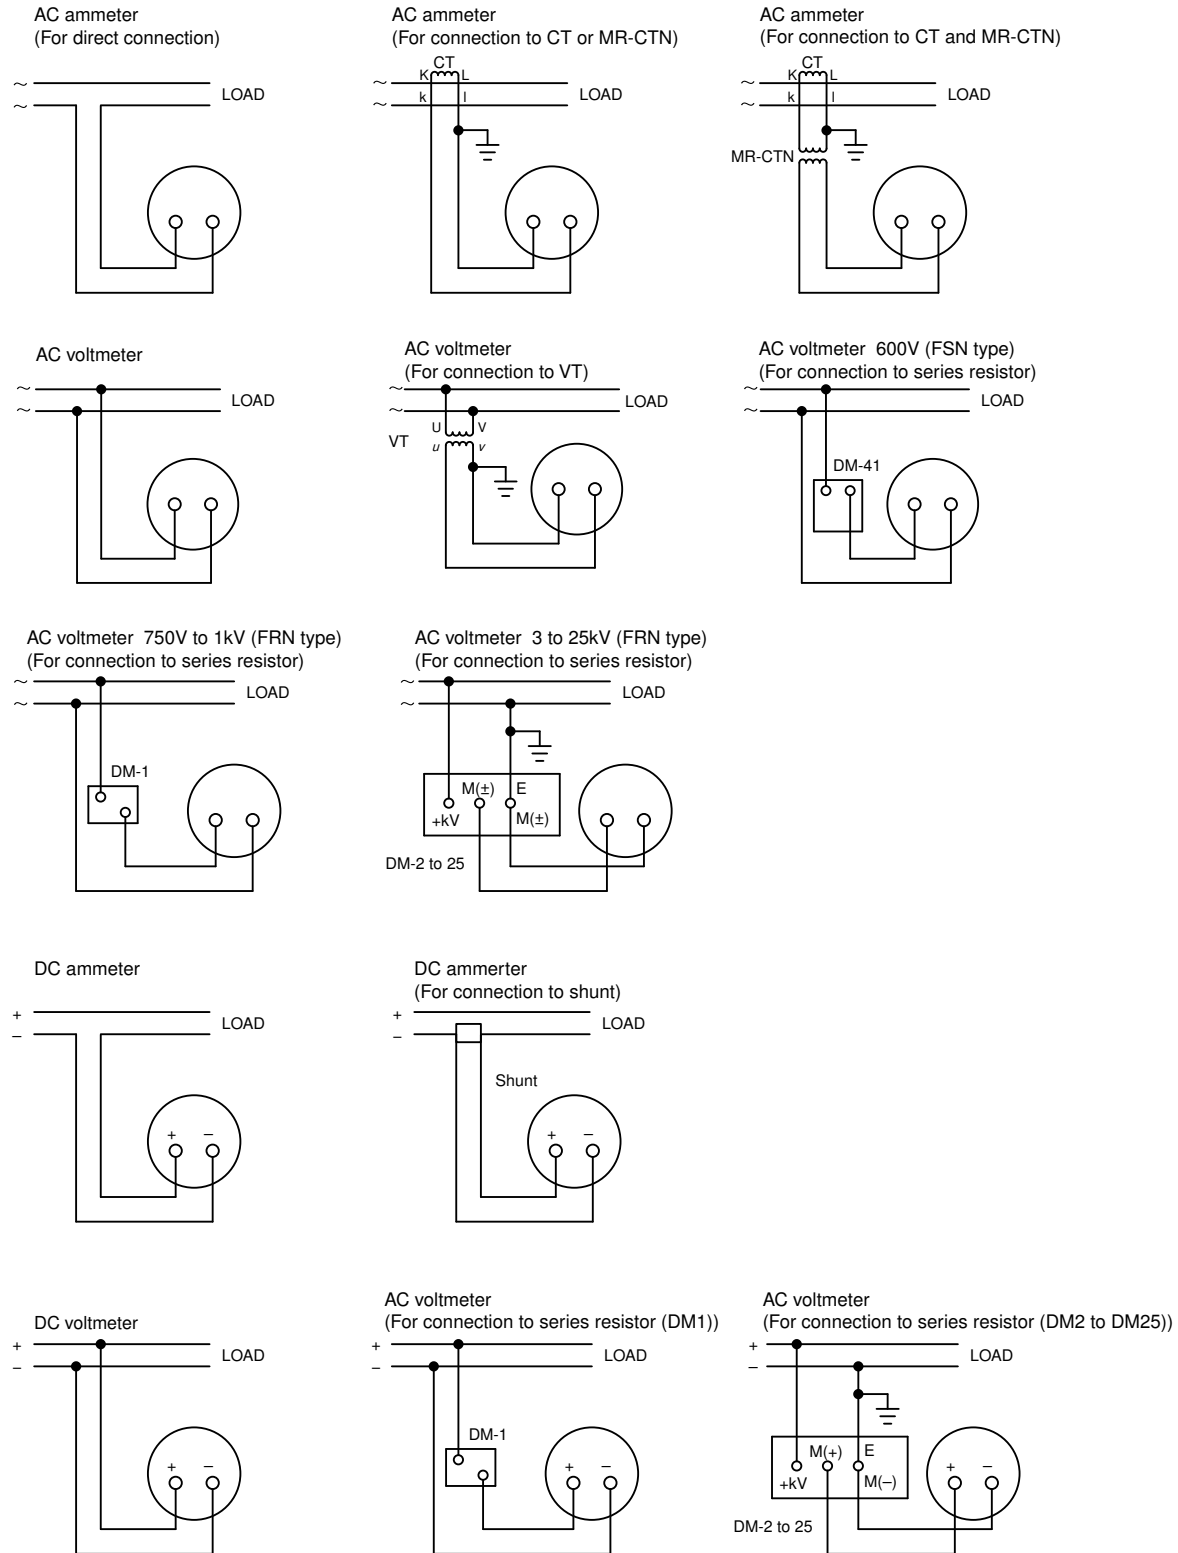 AC ammeter
(For direct connection)
~
~
LOAD
AC ammeter
(For connection to CT or MR-CTN)
CT
K L
~
~
k l
LOAD
AC ammeter
(For connection to CT and MR-CTN)
CT
K L
~
~
k l
LOAD
MR-CTN
AC voltmeter
~
~
LOAD
AC voltmeter
(For connection to VT)
~
~
LOAD
U V
VT
u v
AC voltmeter 600V (FSN type)
(For connection to series resistor)
~
~
LOAD
DM-41
AC voltmeter 750V to 1kV (FRN type)
(For connection to series resistor)
~
~
LOAD
DM-1
AC voltmeter 3 to 25kV (FRN type)
(For connection to series resistor)
~
~
LOAD
M(±) E
+kV M(±)
DM-2 to 25
DC ammeter
+
–
LOAD
+ –
DC ammerter
(For connection to shunt)
+
–
LOAD
Shunt
+ –
DC voltmeter
+
–
LOAD
+ –
AC voltmeter
(For connection to series resistor (DM1))
+
–
LOAD
DM-1
+ –
AC voltmeter
(For connection to series resistor (DM2 to DM25))
+
–
LOAD
M(+) E
+kV M(–)
+ –
DM-2 to 25